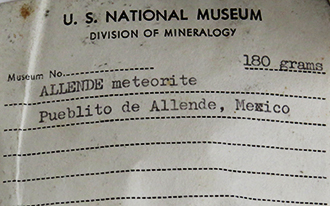 U. S. NATIONAL MUSEUM
DIVISION OF MINERALOGY
180 grams
Museum No.
ALLENDE meteorite
Pueblito de Allende, Mexico